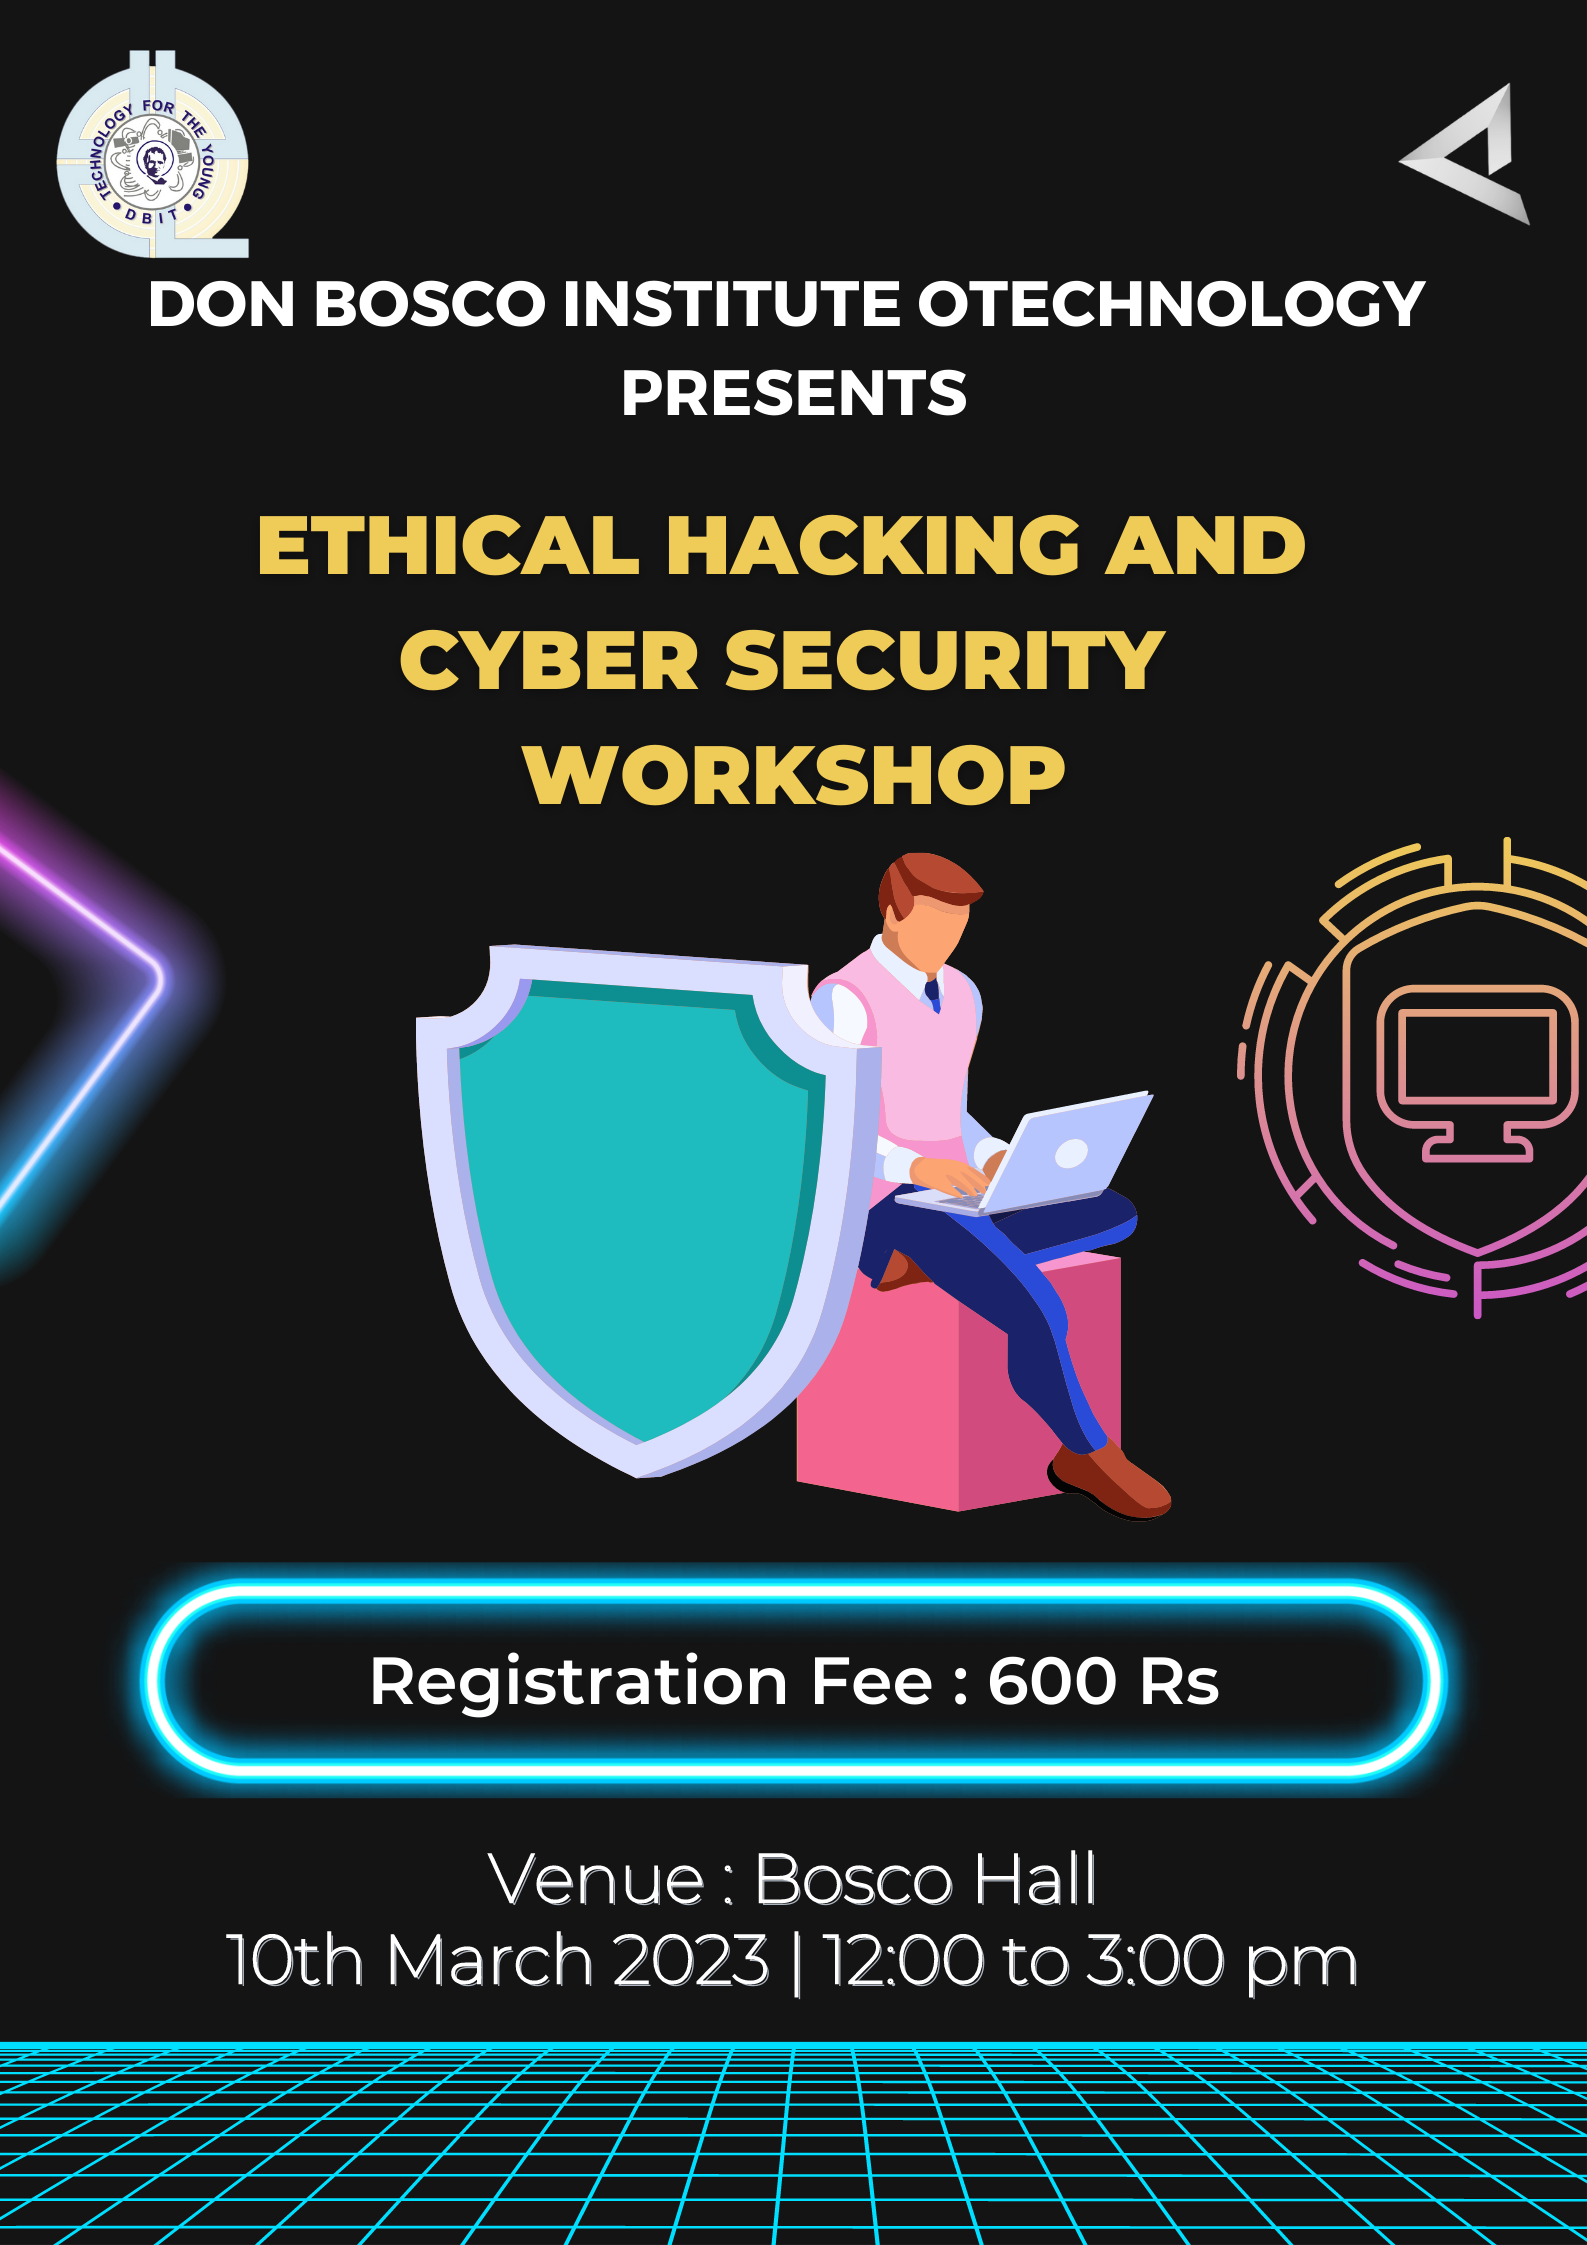 TECHNOLOGY FOR THE YOUNG
• DBIT •
DON BOSCO INSTITUTE OTECHNOLOGY
PRESENTS
ETHICAL HACKING AND
CYBER SECURITY
WORKSHOP
Registration Fee : 600 Rs
Venue : Bosco Hall
10th March 2023 | 12:00 to 3:00 pm